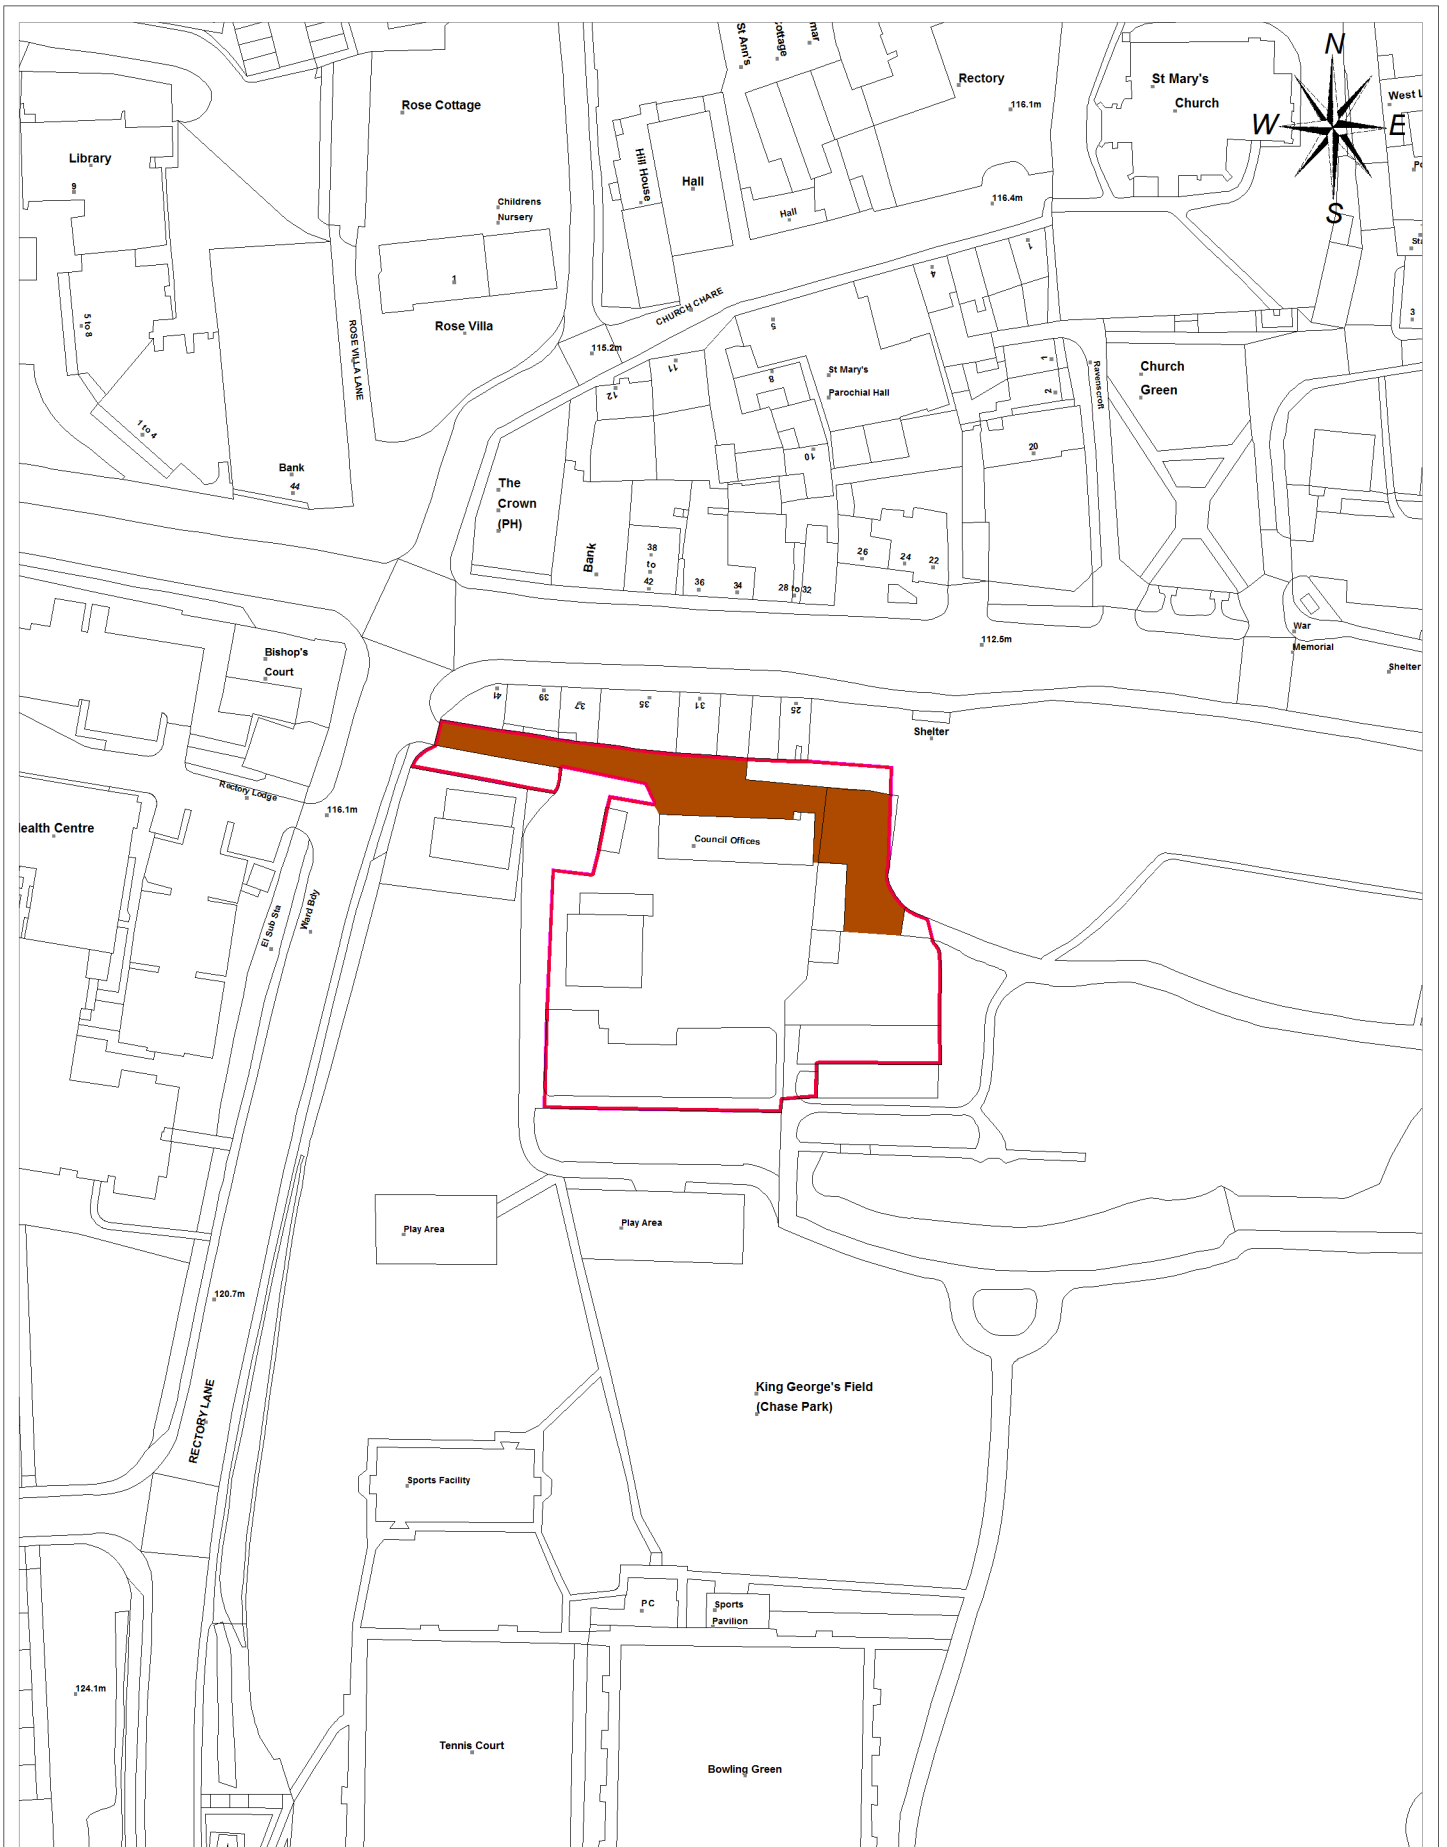 St Ann's
ottage
mar
Rectory
116.1m
St Mary's
Church
N
W
E
S
West L
Rose Cottage
Library
9
Hill House
Hall
Hall
116.4m
Childrens
Nursery
1
Rose Villa
ROSE VILLA LANE
5 to 8
1 to 4
Bank
44
CHURCH CHARE
115.2m
4
1
5
11
12
8
10
St Mary's
Parochial Hall
1
2
Ravenscroft
Church
Green
3
20
The
Crown
(PH)
Bank
38
to
42
36
34
28 to 32
26
24
22
112.5m
War
Memorial
Shelter
Bishop's
Court
41
39
37
35
31
25
Shelter
Rectory Lodge
116.1m
ealth Centre
Council Offices
El Sub Sta
Ward Bdy
Play Area
Play Area
120.7m
RECTORY LANE
King George's Field
(Chase Park)
Sports Facility
PC
Sports
Pavilion
124.1m
Tennis Court
Bowling Green